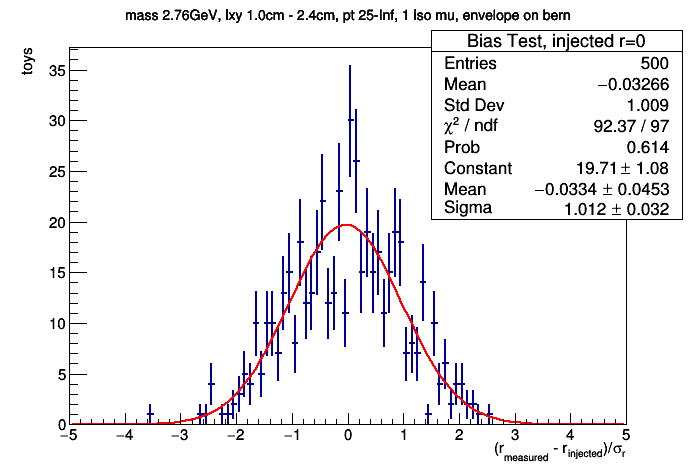 mass 2.76GeV, lxy 1.0cm - 2.4cm, pt 25-Inf, 1 Iso mu, envelope on bern
Bias Test, injected r=0
Entries 500
Mean −0.03266
Std Dev 1.009
χ² / ndf 92.37 / 97
Prob 0.614
Constant 19.71 ± 1.08
Mean −0.0334 ± 0.0453
Sigma 1.012 ± 0.032
toys
35
30
25
20
15
10
5
0
−5 −4 −3 −2 −1 0 1 2 3 4 5
(r_measured - r_injected)/σ_r